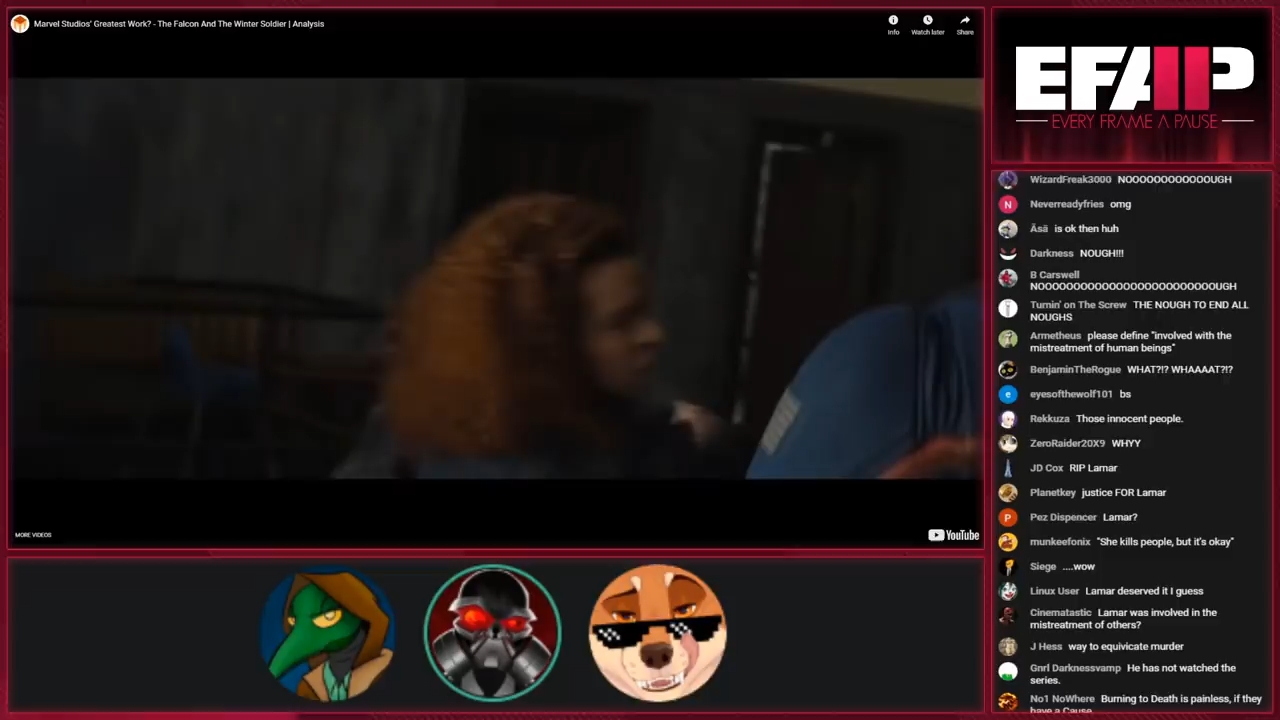 Marvel Studios' Greatest Work? - The Falcon And The Winter Soldier | Analysis
Info
Watch later
Share
MORE VIDEOS
YouTube
EFAP
EVERY FRAME A PAUSE
WizardFreak3000 NOOOOOOOOOOOOUGH
Neverreadyfries omg
Äsä is ok then huh
Darkness NOUGH!!!
B Carswell
NOOOOOOOOOOOOOOOOOOOOOOOOOUGH
Turnin' on The Screw THE NOUGH TO END ALL
NOUGHS
Armetheus please define "involved with the
mistreatment of human beings"
BenjaminTheRogue WHAT?!? WHAAAAT?!?
eyesofthewolf101 bs
Rekkuza Those innocent people.
ZeroRaider20X9 WHYY
JD Cox RIP Lamar
Planetkey justice FOR Lamar
Pez Dispencer Lamar?
munkeefonix "She kills people, but it's okay"
Siege ....wow
Linux User Lamar deserved it I guess
Cinematastic Lamar was involved in the
mistreatment of others?
J Hess way to equivicate murder
Gnrl Darknessvamp He has not watched the
series.
No1 NoWhere Burning to Death is painless, if they
have a Cause